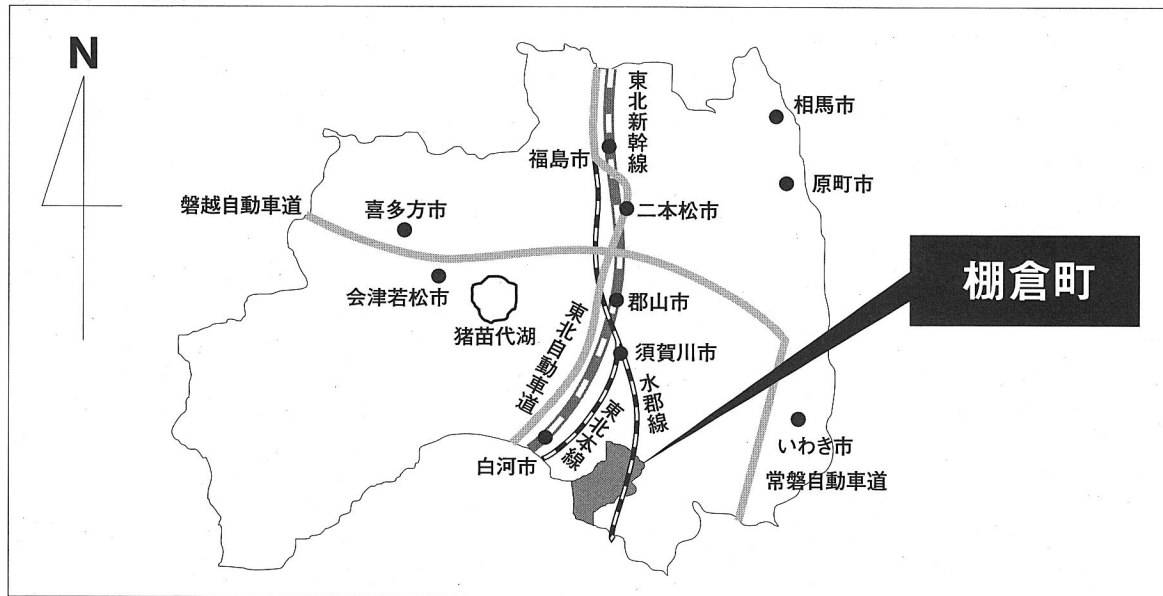 N
東北新幹線
相馬市
福島市
原町市
磐越自動車道
喜多方市
二本松市
棚倉町
会津若松市
郡山市
猪苗代湖
東北自動車道
須賀川市
水郡線
東北本線
いわき市
白河市
常磐自動車道